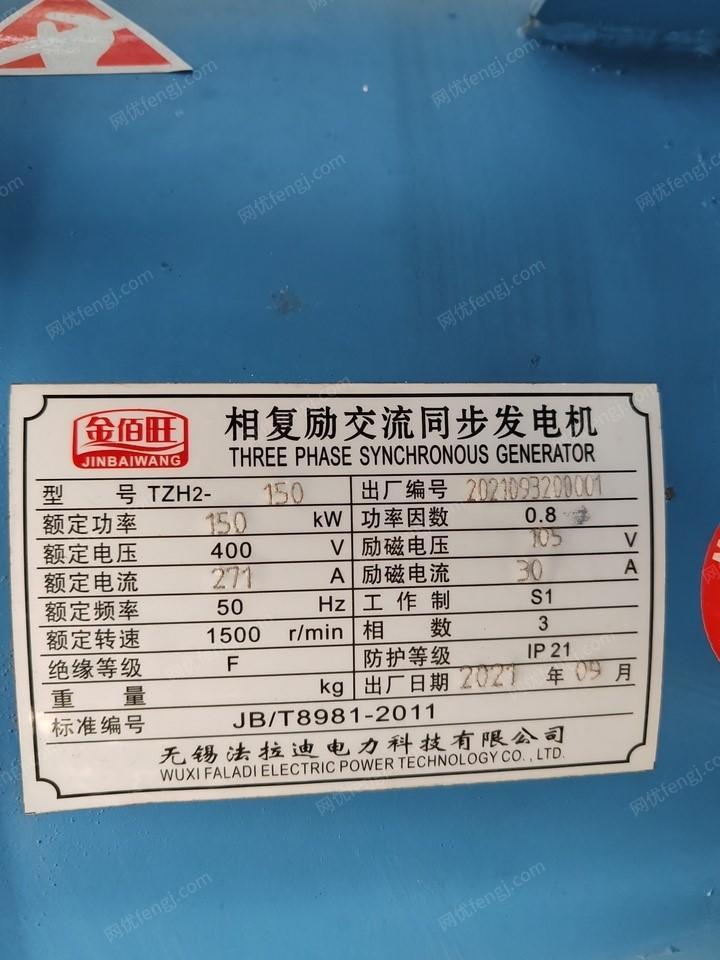 金佰旺
JINBAIWANG
相复励交流同步发电机
THREE PHASE SYNCHRONOUS GENERATOR
型 号 TZH2- 150 出厂编号 2021093200001
额定功率 150 kW 功率因数 0.8
额定电压 400 V 励磁电压 105 V
额定电流 271 A 励磁电流 30 A
额定频率 50 Hz 工作制 S1
额定转速 1500 r/min 相 数 3
绝缘等级 F 防护等级 IP 21
重 量 kg 出厂日期 2021 年 09 月
标准编号 JB/T8981-2011
无锡法拉迪电力科技有限公司
WUXI FALADI ELECTRIC POWER TECHNOLOGY CO., LTD.
网优fengj.com